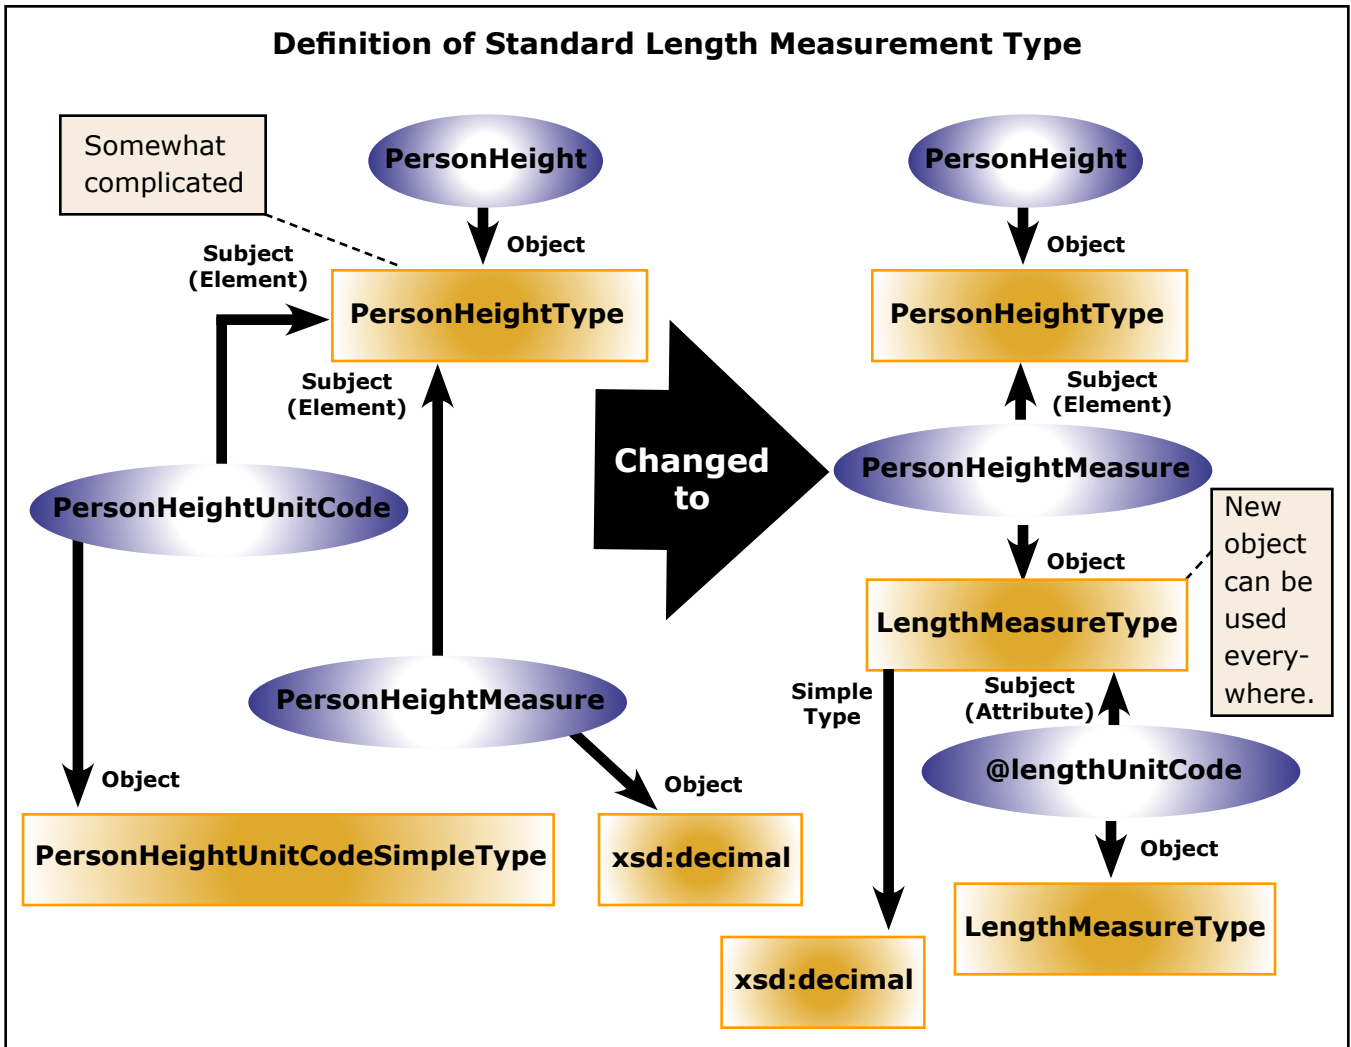 Definition of Standard Length Measurement Type
Somewhat
complicated
PersonHeight
Object
Subject
(Element)
PersonHeightType
Subject
(Element)
PersonHeightUnitCode
PersonHeightMeasure
Object
PersonHeightUnitCodeSimpleType
Object
xsd:decimal
Changed
to
PersonHeight
Object
PersonHeightType
Subject
(Element)
PersonHeightMeasure
New
object
can be
used
every-
where.
Object
LengthMeasureType
Simple
Type
Subject
(Attribute)
@lengthUnitCode
Object
LengthMeasureType
xsd:decimal